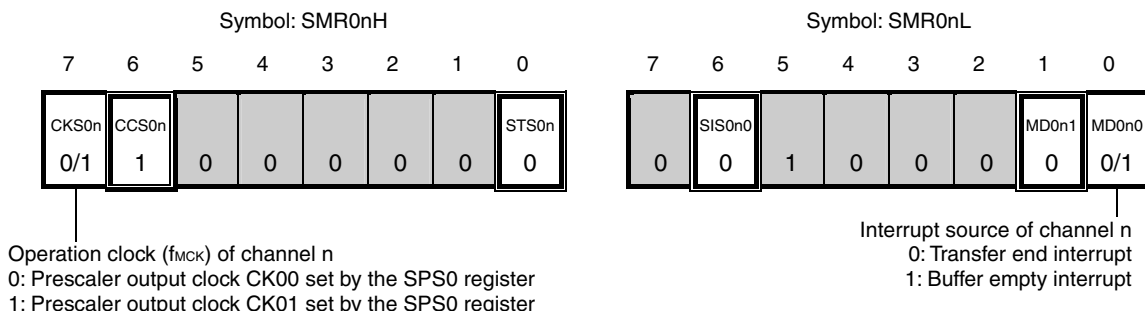 Symbol: SMR0nH
7 6 5 4 3 2 1 0
CKS0n CCS0n STS0n
0/1 1 0 0 0 0 0 0
Operation clock (fMCK) of channel n
0: Prescaler output clock CK00 set by the SPS0 register
1: Prescaler output clock CK01 set by the SPS0 register
Symbol: SMR0nL
7 6 5 4 3 2 1 0
SIS0n0 MD0n1 MD0n0
0 0 1 0 0 0 0 0/1
Interrupt source of channel n
0: Transfer end interrupt
1: Buffer empty interrupt